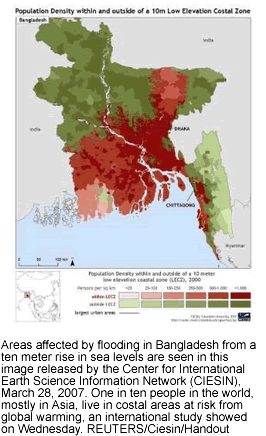 Population Density within and outside of a 10m Low Elevation Costal Zone
Bangladesh
India
India
DHAKA
CHITTAGONG
Myanmar
Population Density within and outside of a 10 meter
low elevation coastal zone (LECZ), 2000
Persons per sq km
within LECZ
outside LECZ
largest urban areas
Areas affected by flooding in Bangladesh from a
ten meter rise in sea levels are seen in this
image released by the Center for International
Earth Science Information Network (CIESIN),
March 28, 2007. One in ten people in the world,
mostly in Asia, live in costal areas at risk from
global warming, an international study showed
on Wednesday. REUTERS/Ciesin/Handout